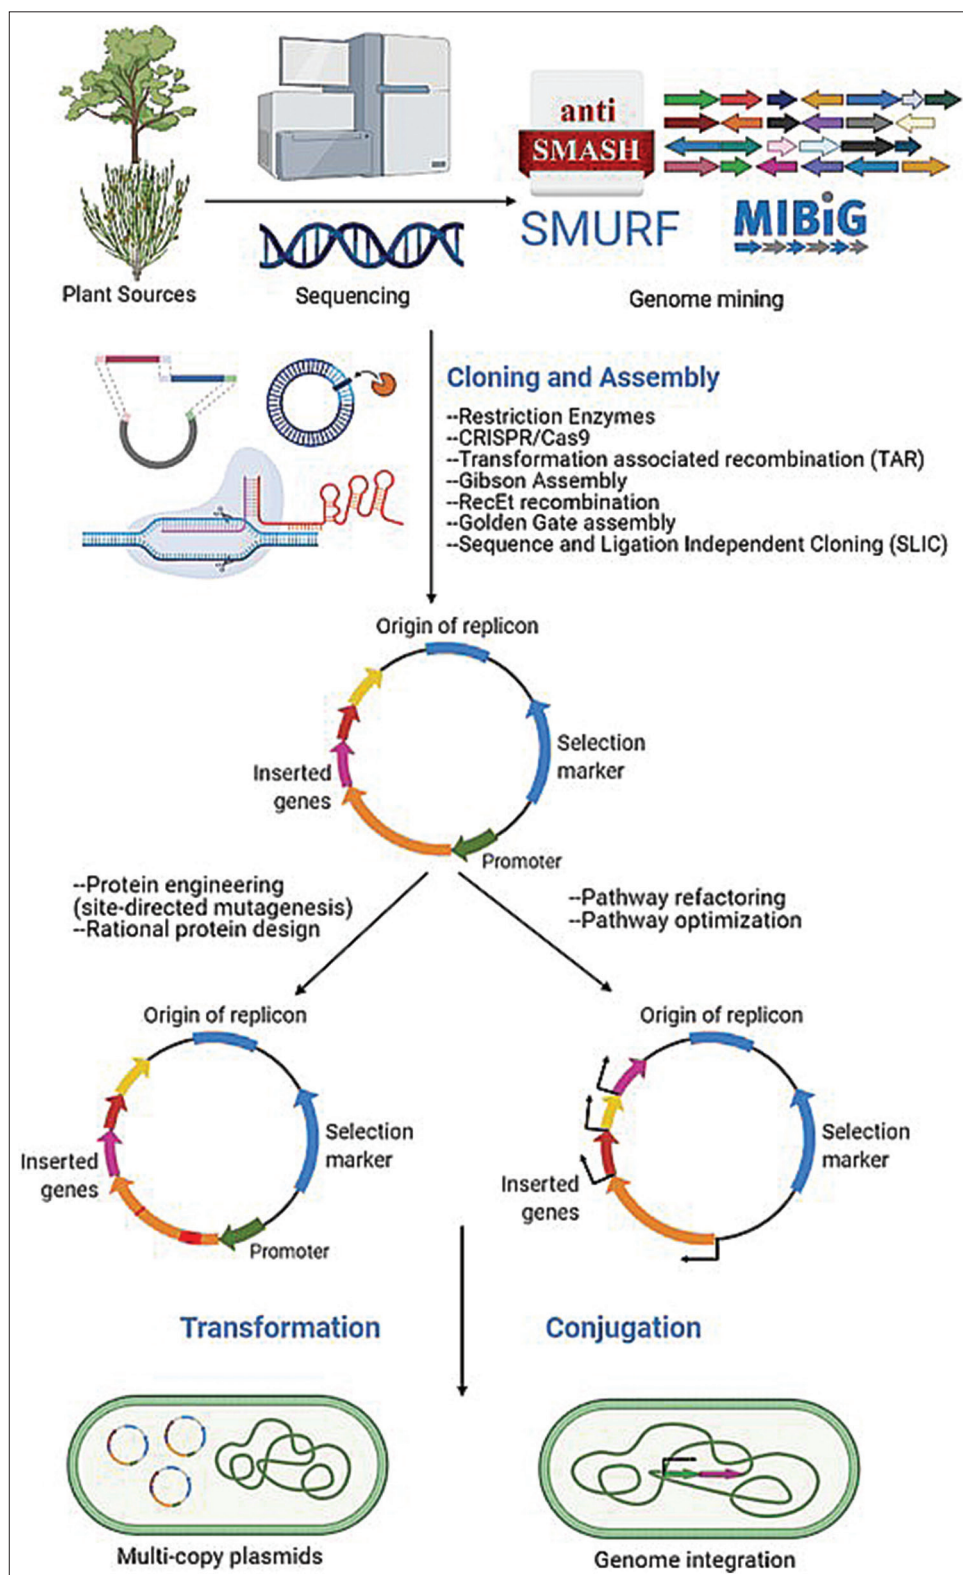 anti
SMASH
SMURF
MIBiG
Plant Sources
Sequencing
Genome mining
Cloning and Assembly
--Restriction Enzymes
--CRISPR/Cas9
--Transformation associated recombination (TAR)
--Gibson Assembly
--RecEt recombination
--Golden Gate assembly
--Sequence and Ligation Independent Cloning (SLIC)
Origin of replicon
Selection
marker
Inserted
genes
Promoter
--Protein engineering
(site-directed mutagenesis)
--Rational protein design
--Pathway refactoring
--Pathway optimization
Origin of replicon
Selection
marker
Inserted
genes
Promoter
Origin of replicon
Selection
marker
Inserted
genes
Transformation
Conjugation
Multi-copy plasmids
Genome integration